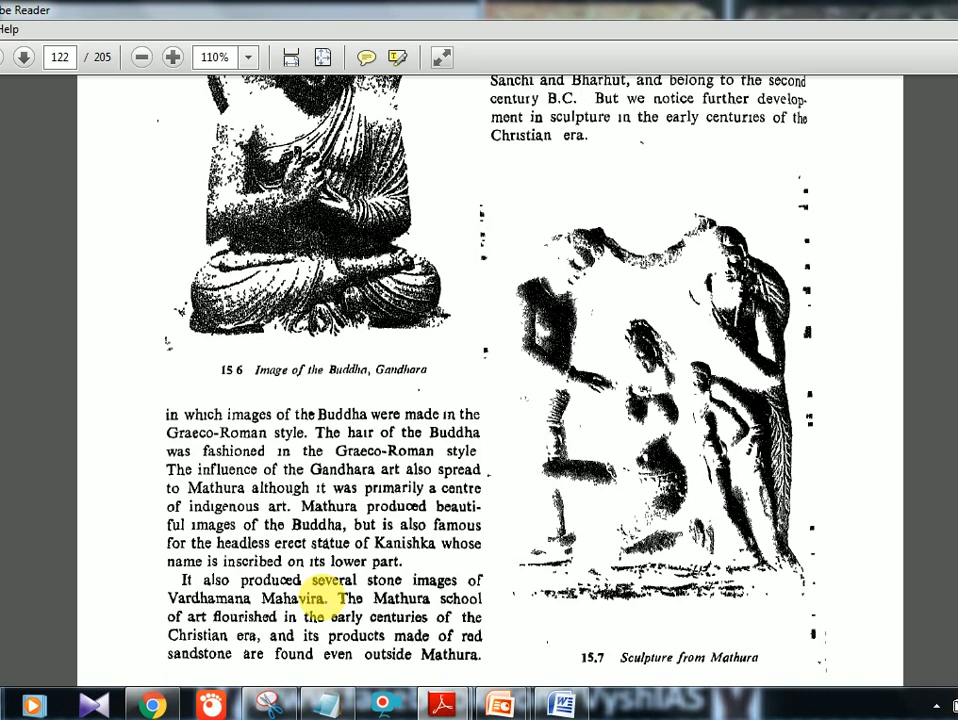 be Reader
Help
122 / 205
110%
Sanchi and Bharhut, and belong to the second
century B.C. But we notice further develop-
ment in sculpture in the early centuries of the
Christian era.
15 6 Image of the Buddha, Gandhara
in which images of the Buddha were made in the
Graeco-Roman style. The hair of the Buddha
was fashioned in the Graeco-Roman style
The influence of the Gandhara art also spread
to Mathura although it was primarily a centre
of indigenous art. Mathura produced beauti-
ful images of the Buddha, but is also famous
for the headless erect statue of Kanishka whose
name is inscribed on its lower part.
It also produced several stone images of
Vardhamana Mahavira. The Mathura school
of art flourished in the early centuries of the
Christian era, and its products made of red
sandstone are found even outside Mathura.
15.7 Sculpture from Mathura
VyshIAS